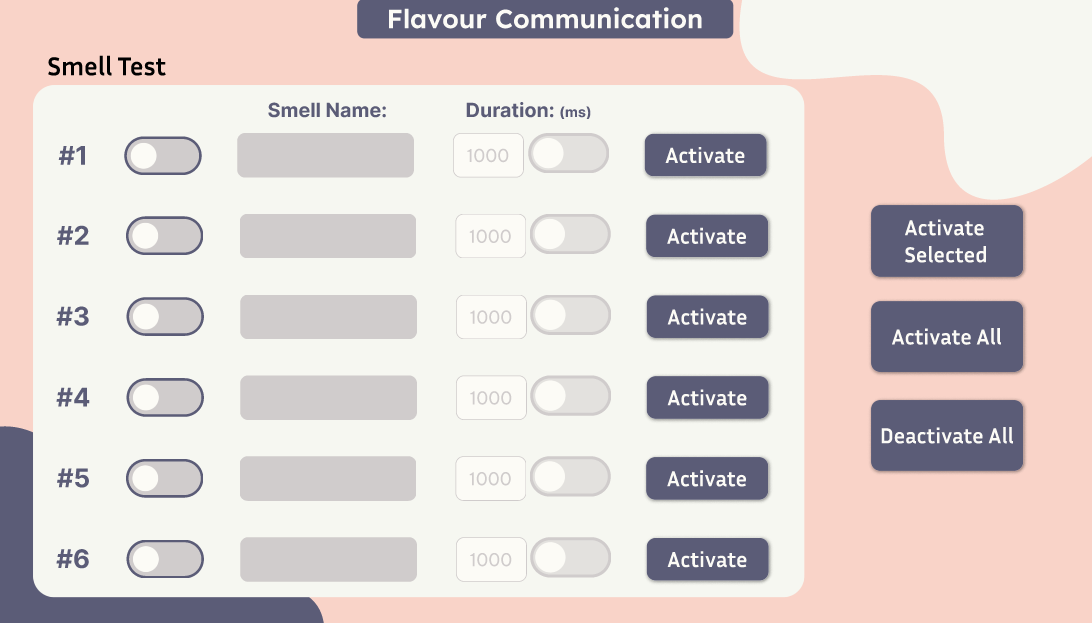 Flavour Communication
Smell Test
Smell Name: Duration: (ms)
#1 1000 Activate
#2 1000 Activate
#3 1000 Activate
#4 1000 Activate
#5 1000 Activate
#6 1000 Activate
Activate
Selected
Activate All
Deactivate All